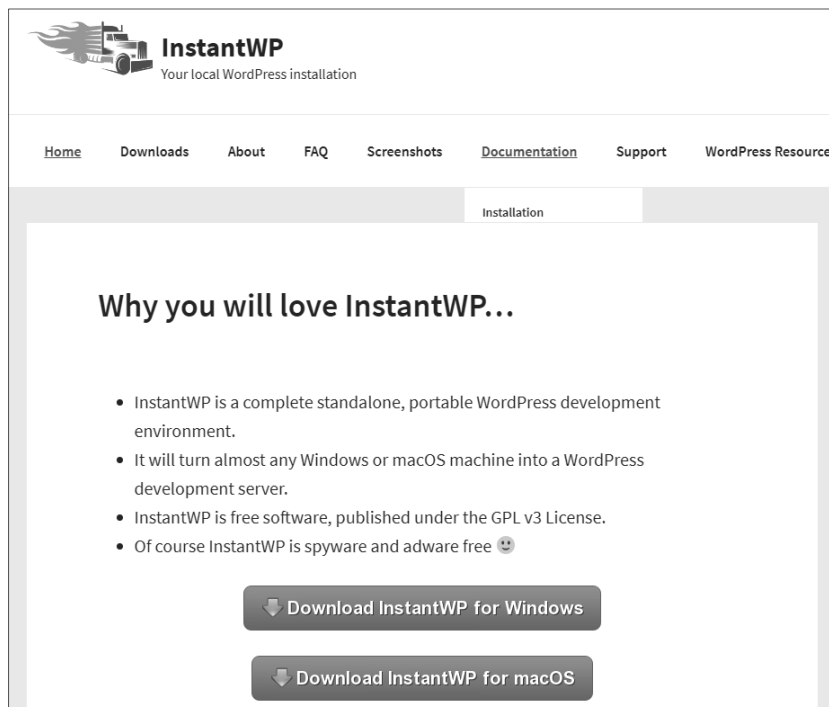 InstantWP
Your local WordPress installation
Home Downloads About FAQ Screenshots Documentation Support WordPress Resource
Installation
Why you will love InstantWP...
• InstantWP is a complete standalone, portable WordPress development
environment.
• It will turn almost any Windows or macOS machine into a WordPress
development server.
• InstantWP is free software, published under the GPL v3 License.
• Of course InstantWP is spyware and adware free 🙂
Download InstantWP for Windows
Download InstantWP for macOS